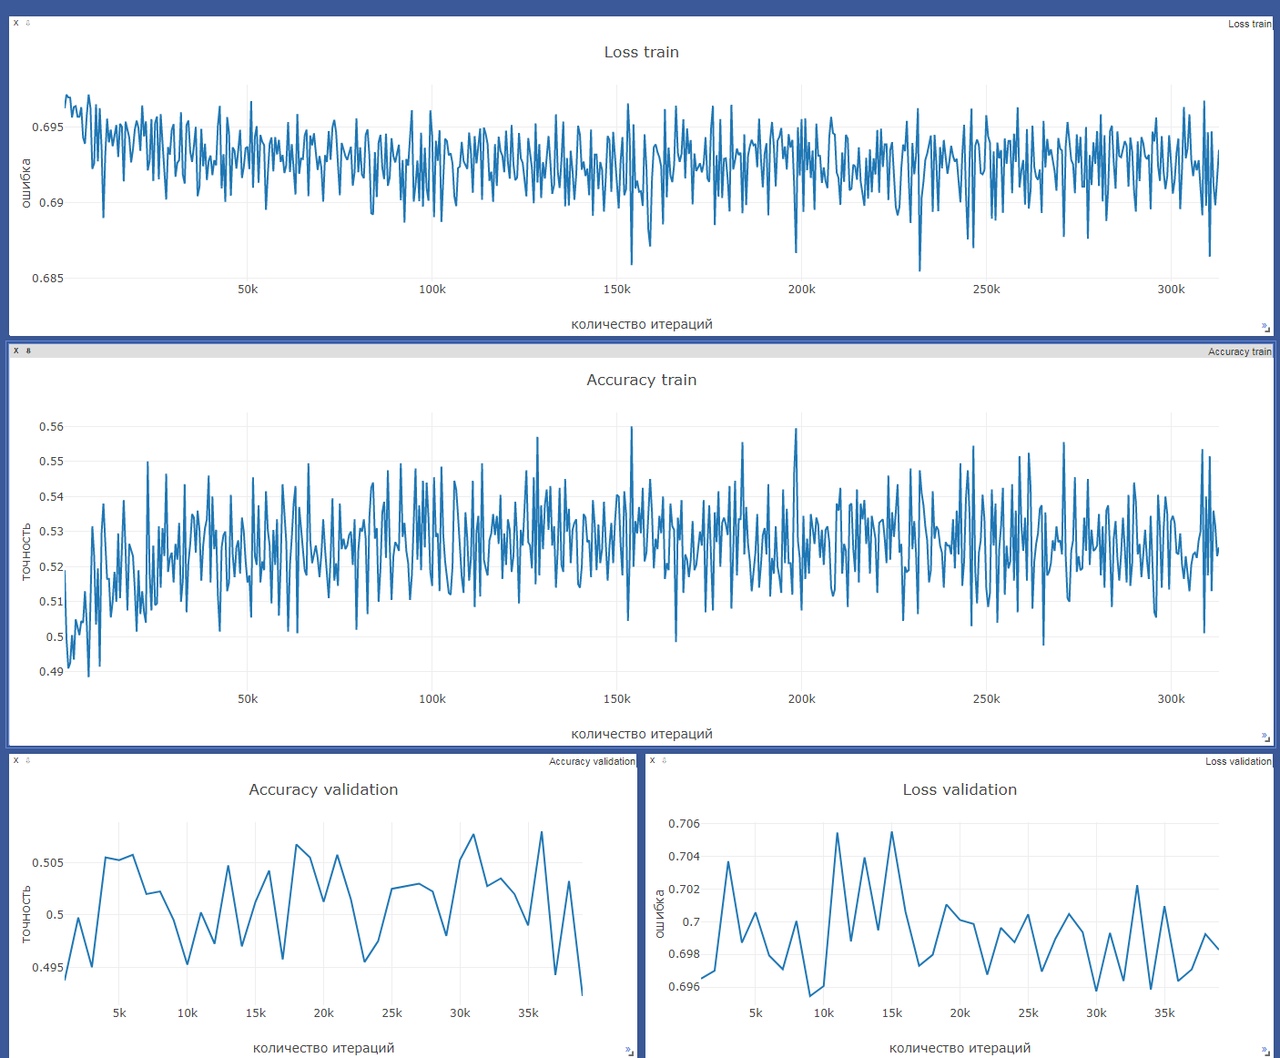 X
Loss train
Loss train
ошибка
0.695
0.69
0.685
50k 100k 150k 200k 250k 300k
количество итераций
X
Accuracy train
Accuracy train
точность
0.56
0.55
0.54
0.53
0.52
0.51
0.5
0.49
50k 100k 150k 200k 250k 300k
количество итераций
X
Accuracy validation
Accuracy validation
точность
0.505
0.5
0.495
5k 10k 15k 20k 25k 30k 35k
количество итераций
X
Loss validation
Loss validation
ошибка
0.706
0.704
0.702
0.7
0.698
0.696
5k 10k 15k 20k 25k 30k 35k
количество итераций